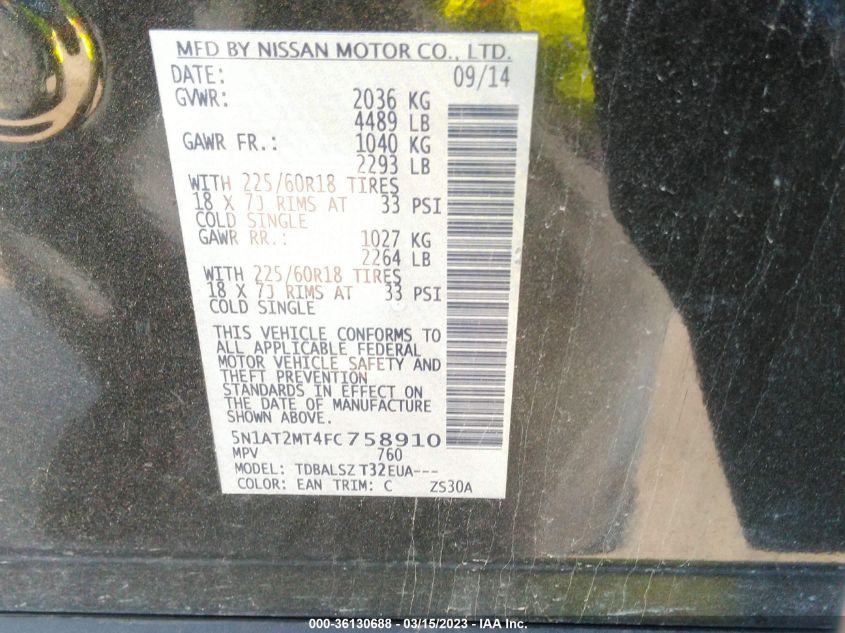 MFD BY NISSAN MOTOR CO., LTD.
DATE: 09/14
GVWR: 2036 KG
4489 LB
GAWR FR.: 1040 KG
2293 LB
WITH 225/60R18 TIRES
18 X 7J RIMS AT 33 PSI
COLD SINGLE
GAWR RR.: 1027 KG
2264 LB
WITH 225/60R18 TIRES
18 X 7J RIMS AT 33 PSI
COLD SINGLE
THIS VEHICLE CONFORMS TO
ALL APPLICABLE FEDERAL
MOTOR VEHICLE SAFETY AND
THEFT PREVENTION
STANDARDS IN EFFECT ON
THE DATE OF MANUFACTURE
SHOWN ABOVE.
5N1AT2MT4FC758910
MPV 760
MODEL: TDBALSZ T32EUA---
COLOR: EAN TRIM: C ZS30A
000-36130688 - 03/15/2023 - IAA Inc.